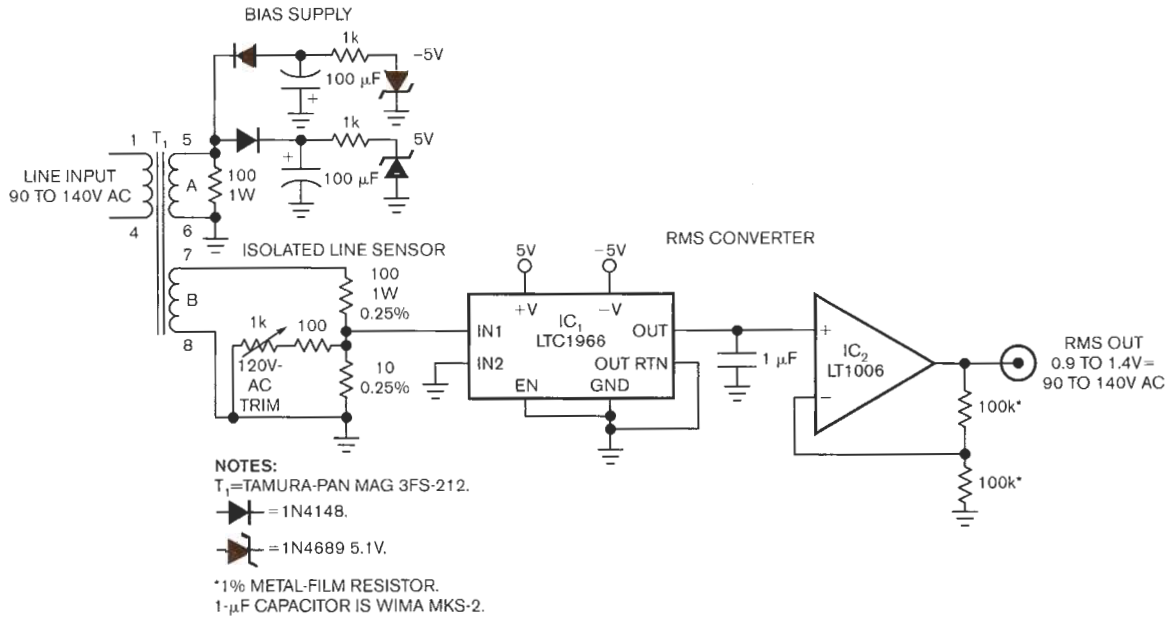 BIAS SUPPLY
1k
-5V
100 µF
+
1k
5V
+
100 µF
1
T1
5
LINE INPUT
90 TO 140V AC
A
100
1W
4
6
7
ISOLATED LINE SENSOR
RMS CONVERTER
B
100
1W
0.25%
5V
-5V
1k
100
120V-
AC
TRIM
8
10
0.25%
+V
-V
IN1
IC1
LTC1966
OUT
IN2
OUT RTN
EN
GND
1 µF
+
IC2
LT1006
−
RMS OUT
0.9 TO 1.4V=
90 TO 140V AC
100k*
100k*
NOTES:
T1=TAMURA-PAN MAG 3FS-212.
=1N4148.
=1N4689 5.1V.
*1% METAL-FILM RESISTOR.
1-µF CAPACITOR IS WIMA MKS-2.